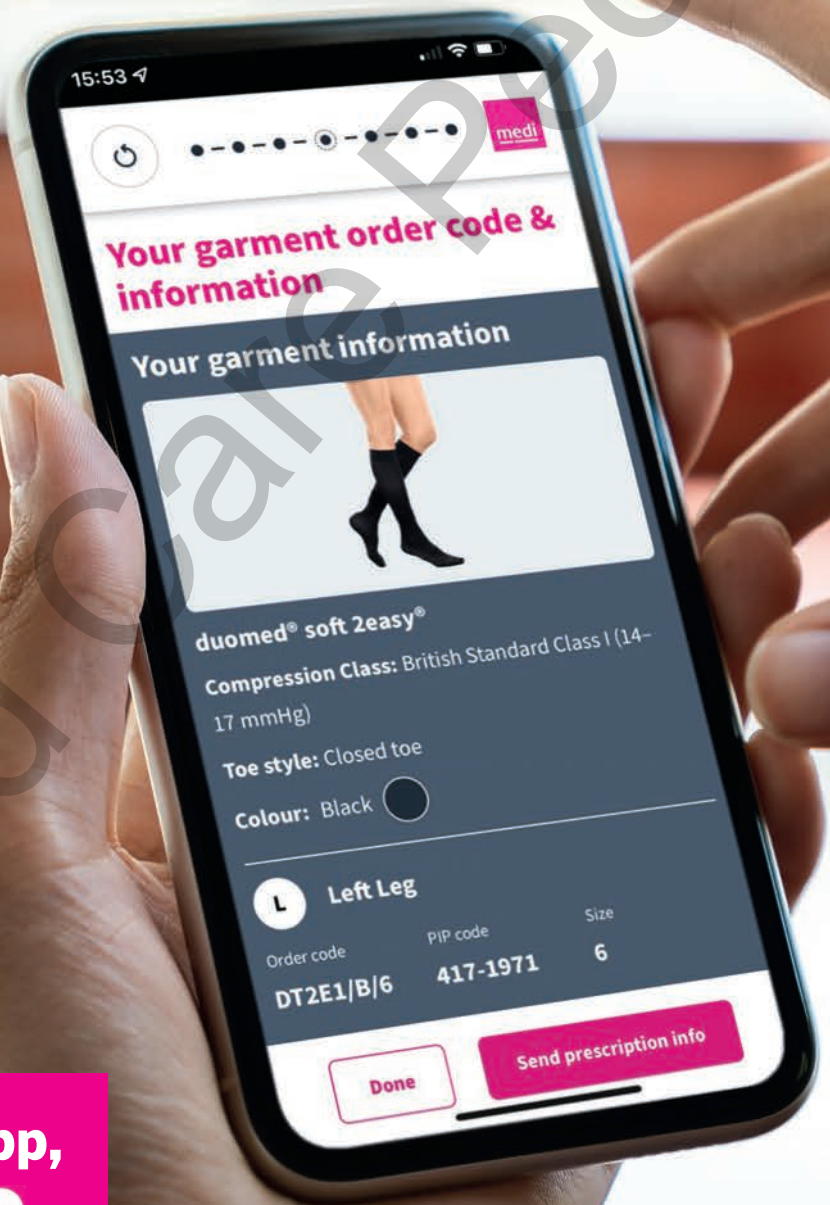 15:53
medi
Your garment order code &
information
Your garment information
duomed® soft 2easy®
Compression Class: British Standard Class I (14–
17 mmHg)
Toe style: Closed toe
Colour: Black
L Left Leg
Order code PIP code Size
DT2E1/B/6 417-1971 6
Done Send prescription info